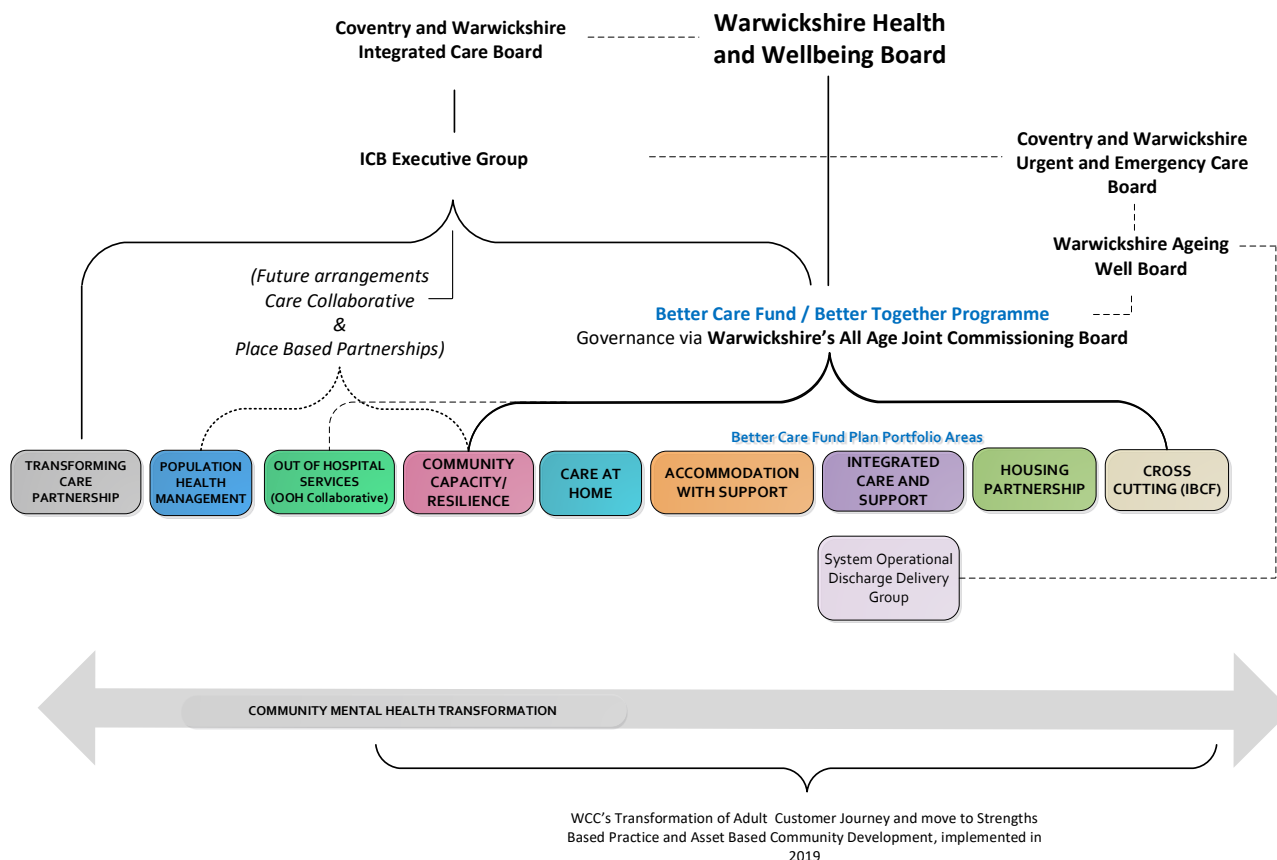 Coventry and Warwickshire
Integrated Care Board
Warwickshire Health
and Wellbeing Board
ICB Executive Group
Coventry and Warwickshire
Urgent and Emergency Care
Board
Warwickshire Ageing
Well Board
(Future arrangements
Care Collaborative
&
Place Based Partnerships)
Better Care Fund / Better Together Programme
Governance via Warwickshire's All Age Joint Commissioning Board
Better Care Fund Plan Portfolio Areas
TRANSFORMING
CARE
PARTNERSHIP
POPULATION
HEALTH
MANAGEMENT
OUT OF HOSPITAL
SERVICES
(OOH Collaborative)
COMMUNITY
CAPACITY/
RESILIENCE
CARE AT
HOME
ACCOMMODATION
WITH SUPPORT
INTEGRATED
CARE AND
SUPPORT
HOUSING
PARTNERSHIP
CROSS
CUTTING (IBCF)
System Operational
Discharge Delivery
Group
COMMUNITY MENTAL HEALTH TRANSFORMATION
WCC's Transformation of Adult  Customer Journey and move to Strengths
Based Practice and Asset Based Community Development, implemented in
2019